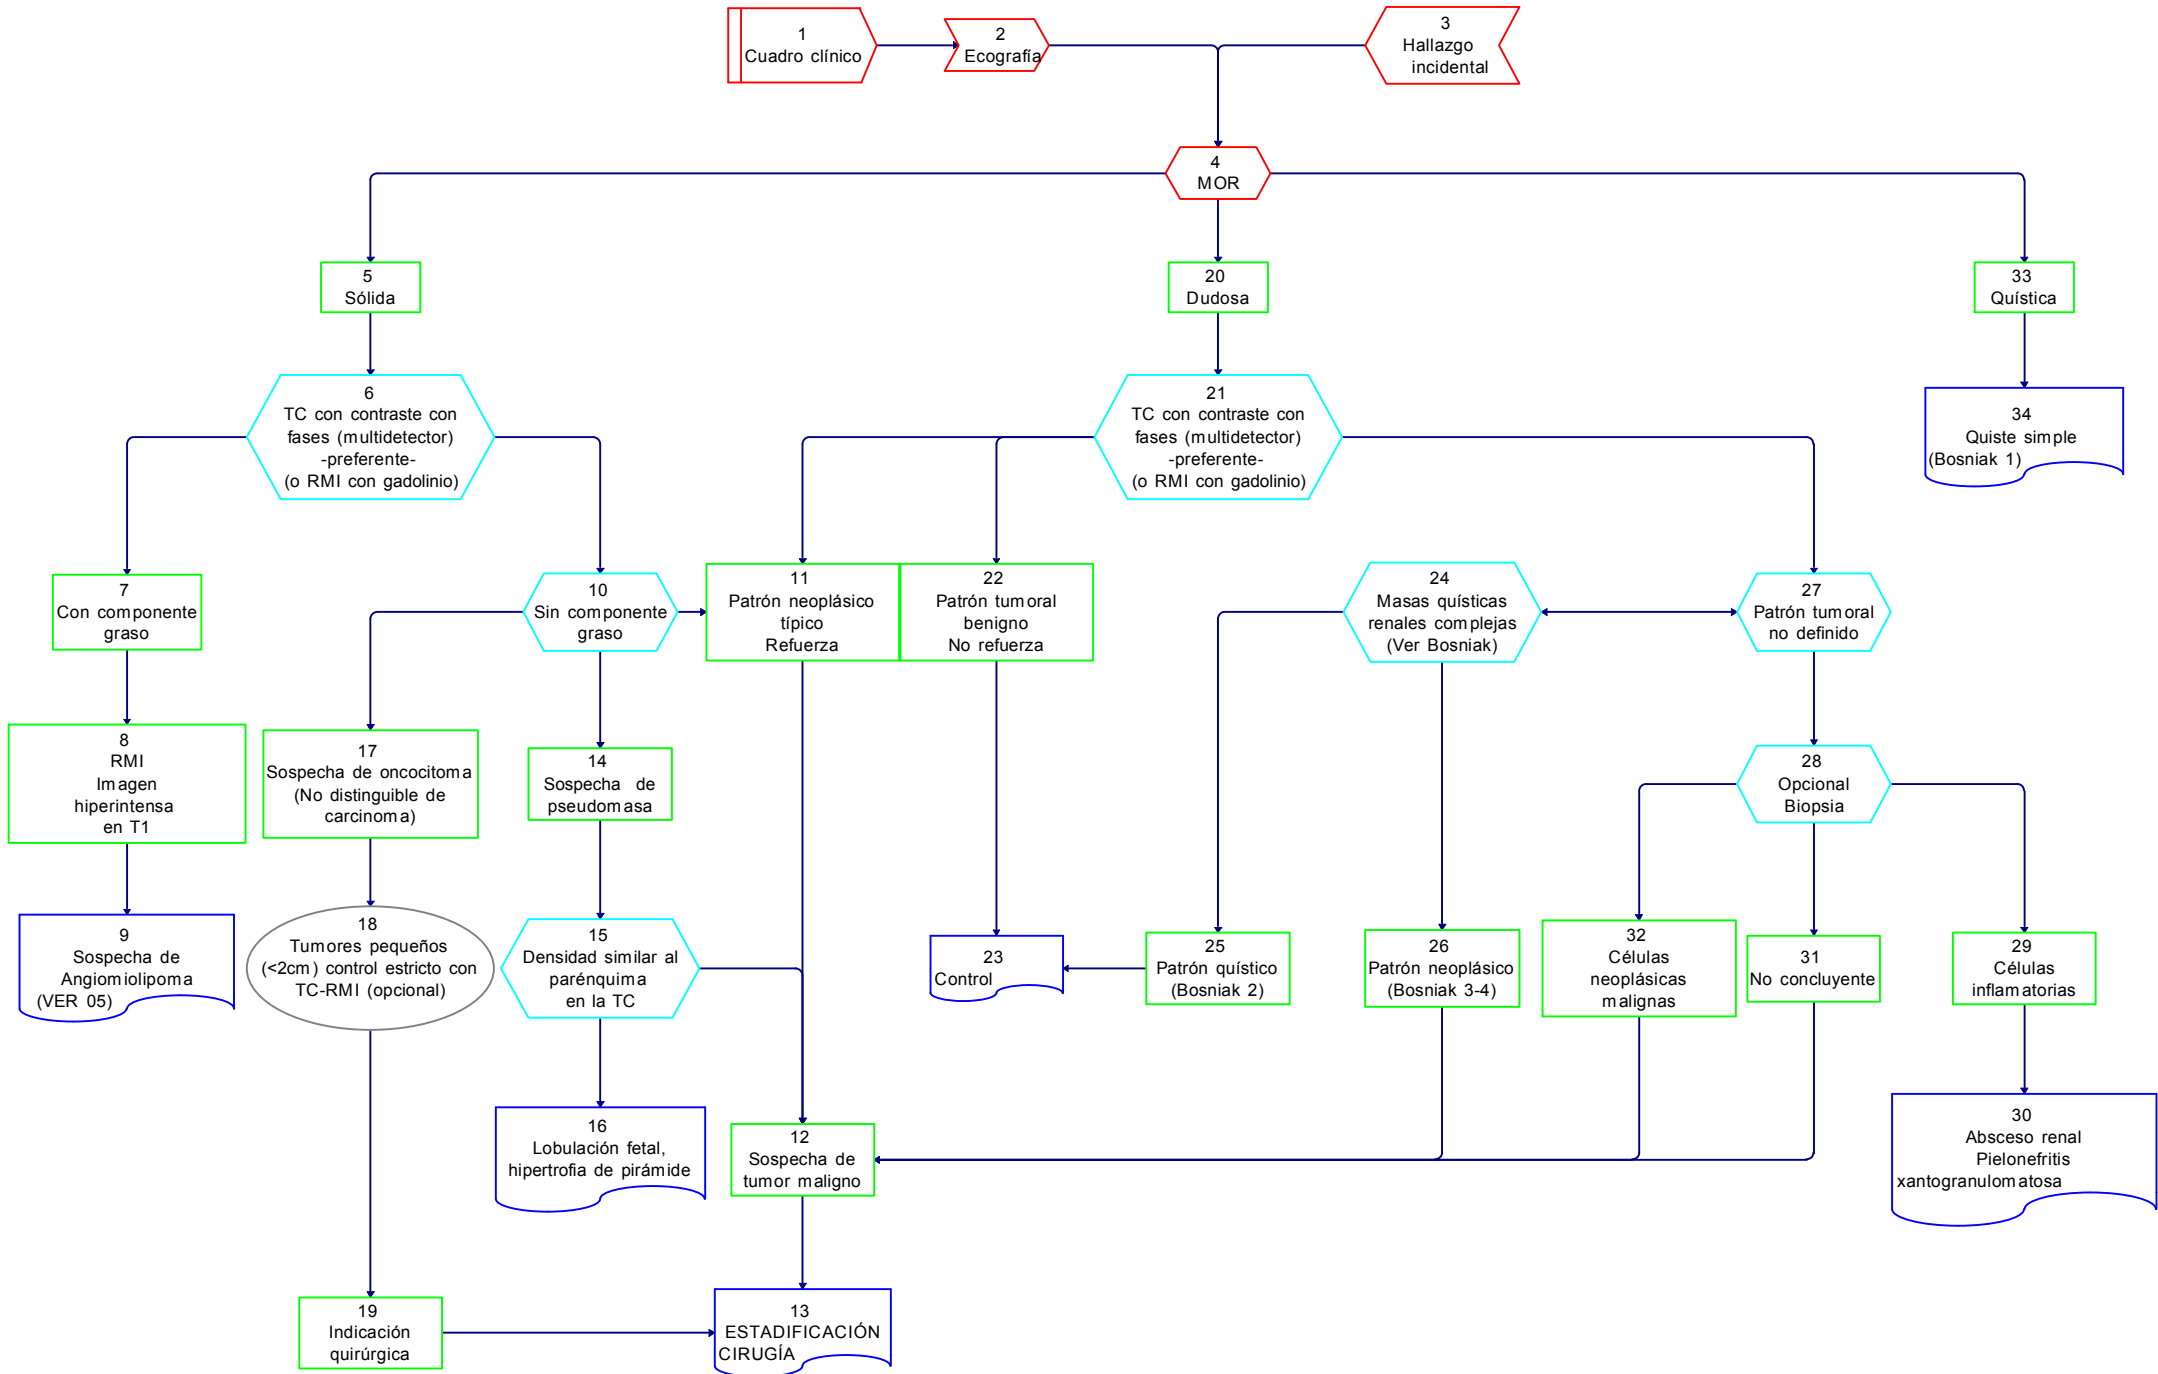 1
Cuadro clínico
2
Ecografía
3
Hallazgo
incidental
4
MOR
5
Sólida
20
Dudosa
33
Quística
6
TC con contraste con
fases (multidetector)
-preferente-
(o RMI con gadolinio)
21
TC con contraste con
fases (multidetector)
-preferente-
(o RMI con gadolinio)
34
Quiste simple
(Bosniak 1)
7
Con componente
graso
10
Sin componente
graso
11
Patrón neoplásico
típico
Refuerza
22
Patrón tumoral
benigno
No refuerza
24
Masas quísticas
renales complejas
(Ver Bosniak)
27
Patrón tumoral
no definido
8
RMI
Imagen
hiperintensa
en T1
17
Sospecha de oncocitoma
(No distinguible de
carcinoma)
14
Sospecha de
pseudomasa
28
Opcional
Biopsia
9
Sospecha de
Angiomiolipoma
(VER 05)
18
Tumores pequeños
(<2cm) control estricto con
TC-RMI (opcional)
15
Densidad similar al
parénquima
en la TC
23
Control
25
Patrón quístico
(Bosniak 2)
26
Patrón neoplásico
(Bosniak 3-4)
32
Células
neoplásicas
malignas
31
No concluyente
29
Células
inflamatorias
16
Lobulación fetal,
hipertrofia de pirámide
12
Sospecha de
tumor maligno
30
Absceso renal
Pielonefritis
xantogranulomatosa
19
Indicación
quirúrgica
13
ESTADIFICACIÓN
CIRUGÍA